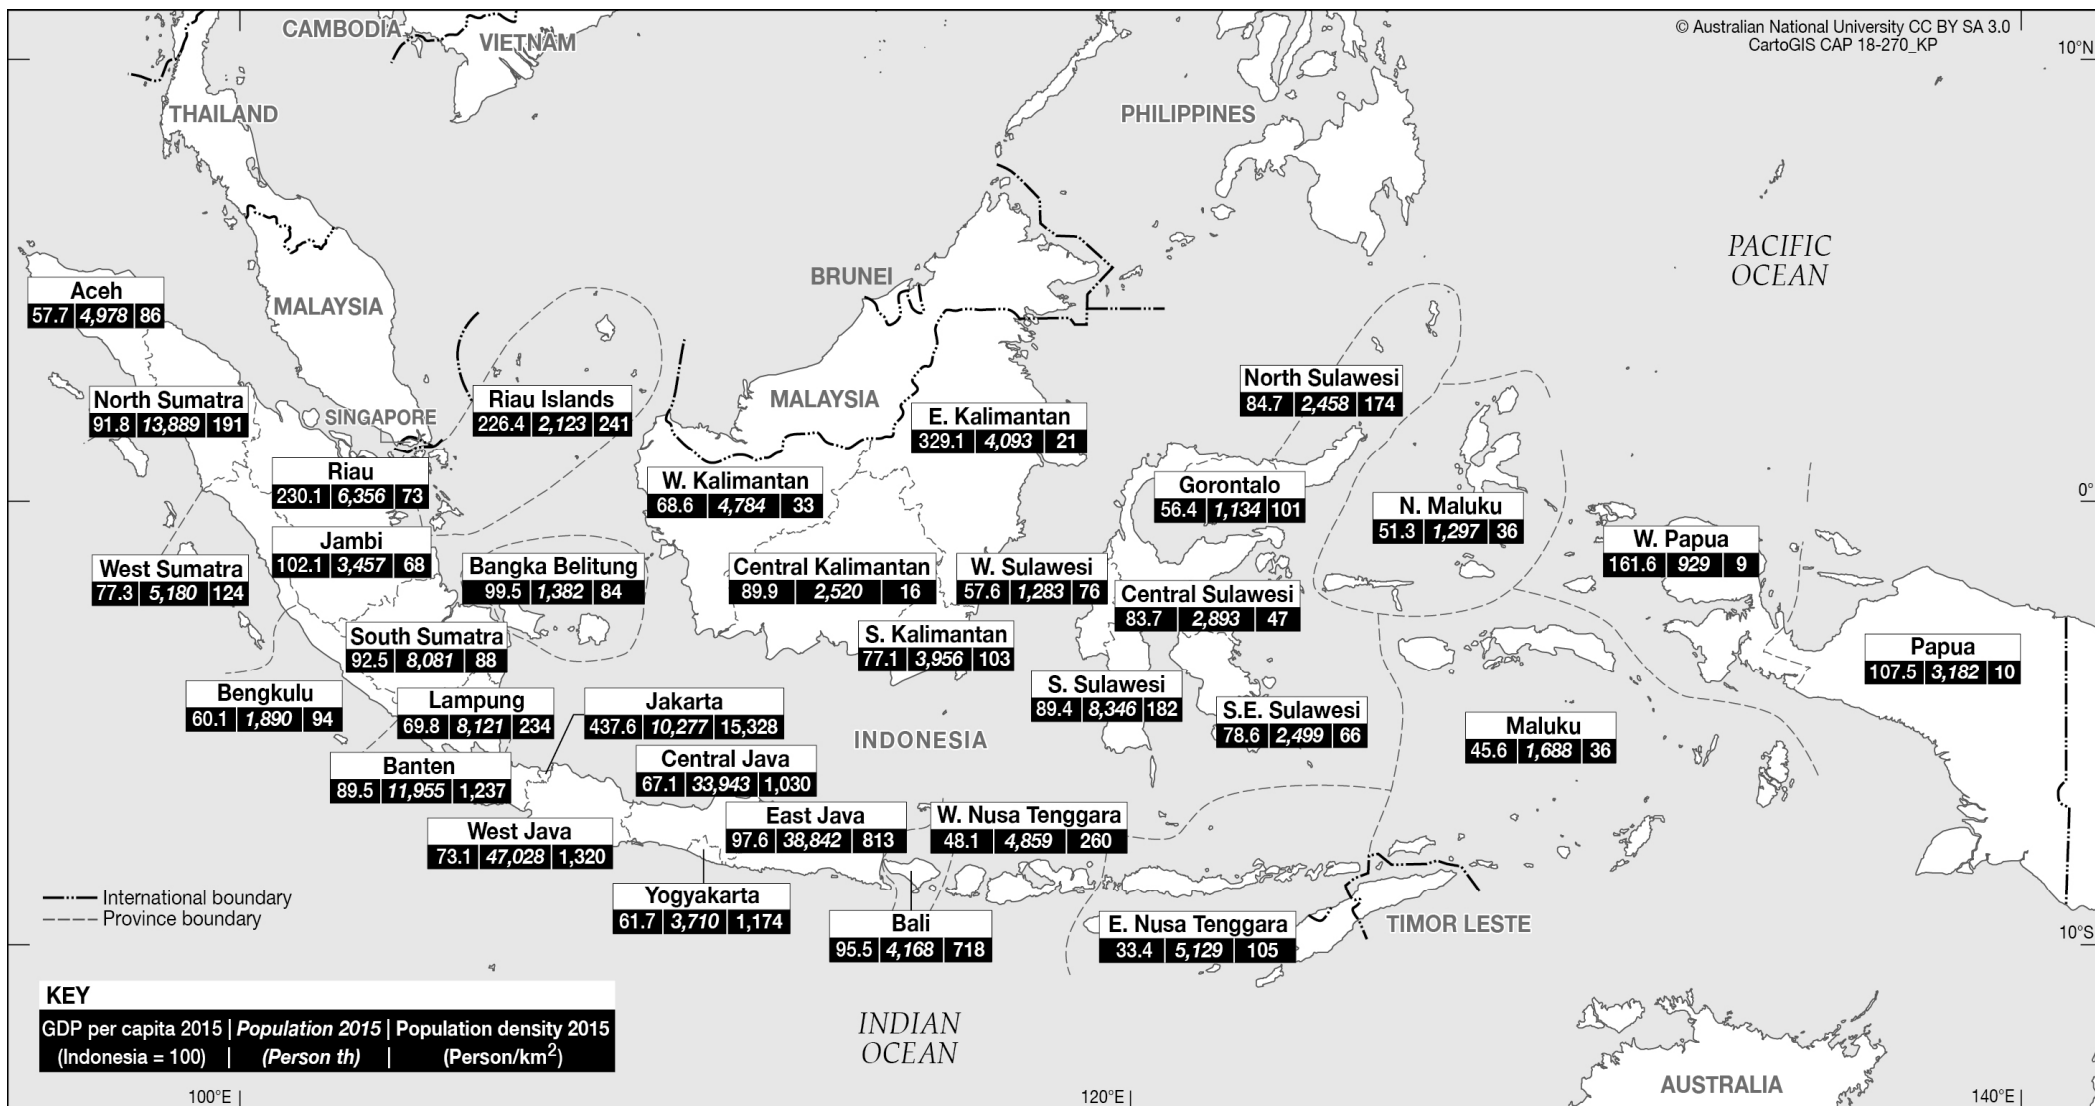 © Australian National University CC BY SA 3.0
CartoGIS CAP 18-270_KP
CAMBODIA
VIETNAM
10°N
THAILAND
PHILIPPINES
PACIFIC
OCEAN
BRUNEI
Aceh
57.7 4,978 86
MALAYSIA
North Sumatra
91.8 13,889 191
SINGAPORE
Riau Islands
226.4 2,123 241
MALAYSIA
E. Kalimantan
329.1 4,093 21
North Sulawesi
84.7 2,458 174
Riau
230.1 6,356 73
W. Kalimantan
68.6 4,784 33
Gorontalo
56.4 1,134 101
N. Maluku
51.3 1,297 36
0°
Jambi
102.1 3,457 68
West Sumatra
77.3 5,180 124
Bangka Belitung
99.5 1,382 84
Central Kalimantan
89.9 2,520 16
W. Sulawesi
57.6 1,283 76
Central Sulawesi
83.7 2,893 47
W. Papua
161.6 929 9
South Sumatra
92.5 8,081 88
S. Kalimantan
77.1 3,956 103
Papua
107.5 3,182 10
Bengkulu
60.1 1,890 94
Lampung
69.8 8,121 234
Jakarta
437.6 10,277 15,328
S. Sulawesi
89.4 8,346 182
S.E. Sulawesi
78.6 2,499 66
Maluku
45.6 1,688 36
INDONESIA
Banten
89.5 11,955 1,237
Central Java
67.1 33,943 1,030
West Java
73.1 47,028 1,320
East Java
97.6 38,842 813
W. Nusa Tenggara
48.1 4,859 260
International boundary
Province boundary
Yogyakarta
61.7 3,710 1,174
Bali
95.5 4,168 718
E. Nusa Tenggara
33.4 5,129 105
TIMOR LESTE
10°S
KEY
GDP per capita 2015 | Population 2015 | Population density 2015
(Indonesia = 100) | (Person th) | (Person/km²)
INDIAN
OCEAN
AUSTRALIA
100°E
120°E
140°E